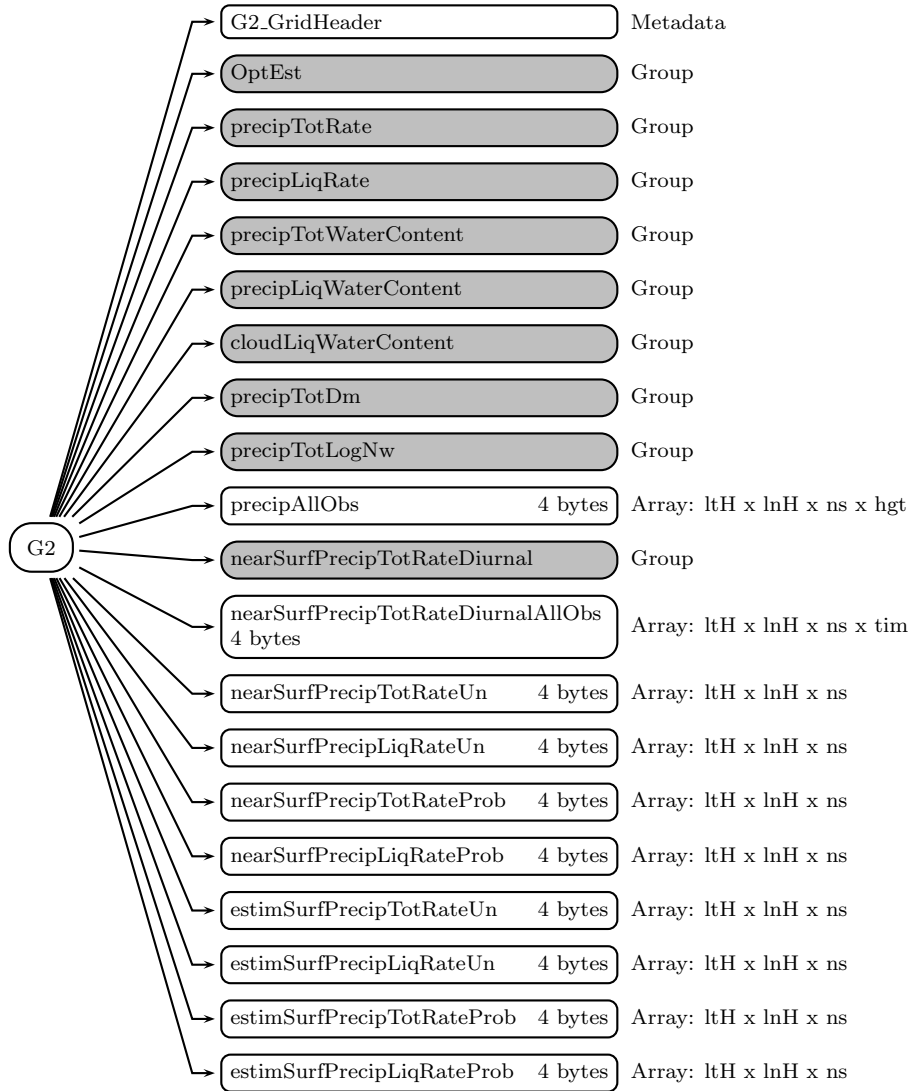 G2_GridHeader Metadata
OptEst Group
precipTotRate Group
precipLiqRate Group
precipTotWaterContent Group
precipLiqWaterContent Group
cloudLiqWaterContent Group
precipTotDm Group
precipTotLogNw Group
precipAllObs 4 bytes Array: ltH x lnH x ns x hgt
G2
nearSurfPrecipTotRateDiurnal Group
nearSurfPrecipTotRateDiurnalAllObs
4 bytes
Array: ltH x lnH x ns x tim
nearSurfPrecipTotRateUn 4 bytes Array: ltH x lnH x ns
nearSurfPrecipLiqRateUn 4 bytes Array: ltH x lnH x ns
nearSurfPrecipTotRateProb 4 bytes Array: ltH x lnH x ns
nearSurfPrecipLiqRateProb 4 bytes Array: ltH x lnH x ns
estimSurfPrecipTotRateUn 4 bytes Array: ltH x lnH x ns
estimSurfPrecipLiqRateUn 4 bytes Array: ltH x lnH x ns
estimSurfPrecipTotRateProb 4 bytes Array: ltH x lnH x ns
estimSurfPrecipLiqRateProb 4 bytes Array: ltH x lnH x ns